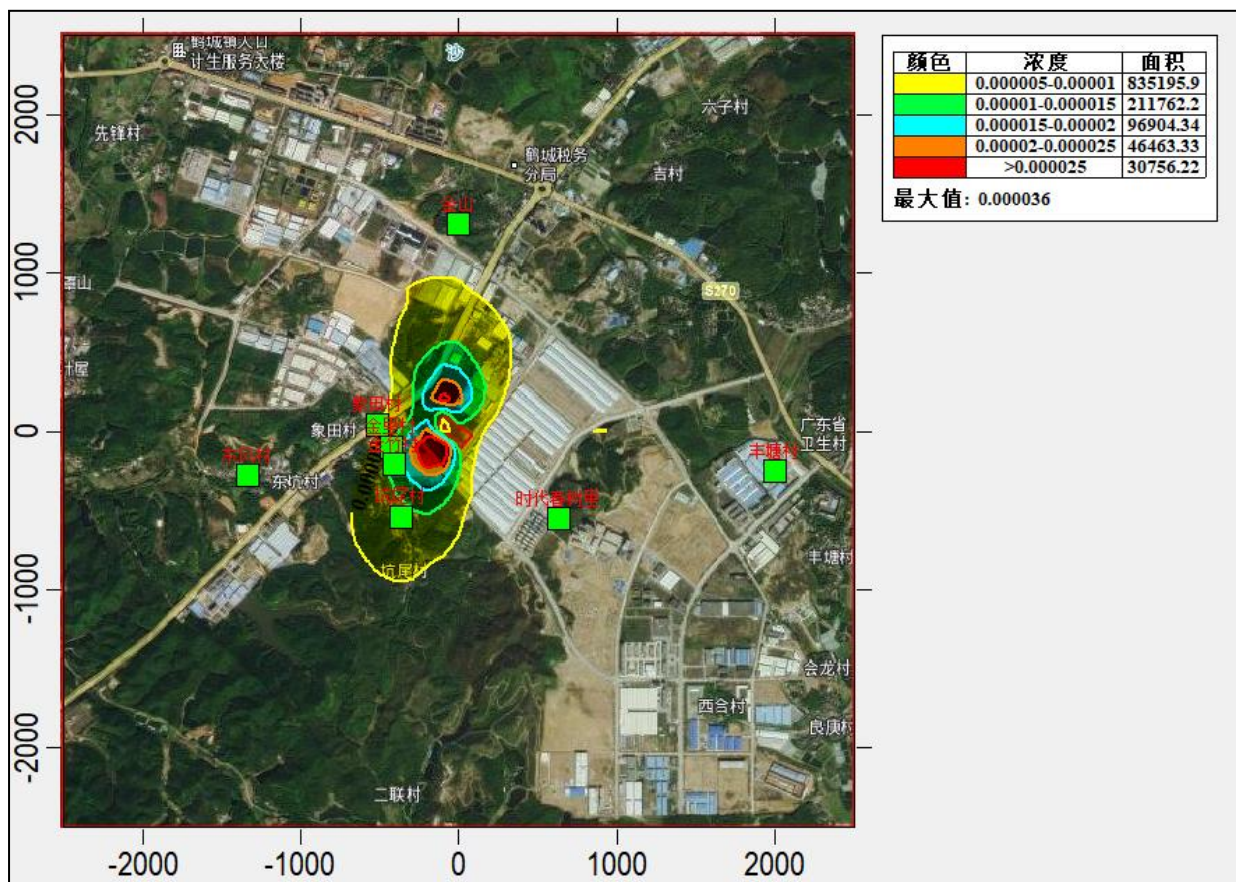 鹤城镇人口
计生服务大楼
沙
六子村
先锋村
鹤城税务
分局
吉村
S270
象田村
东坑村
广东省
卫生村
丰塘村
时代春树里
坑尾村
丰塘村
会龙村
西合村
良庚村
二联村
2000
1000
0
-1000
-2000
-2000
-1000
0
1000
2000
颜色 浓度 面积
0.000005-0.00001 835195.9
0.00001-0.000015 211762.2
0.000015-0.00002 96904.34
0.00002-0.000025 46463.33
>0.000025 30756.22
最大值: 0.000036